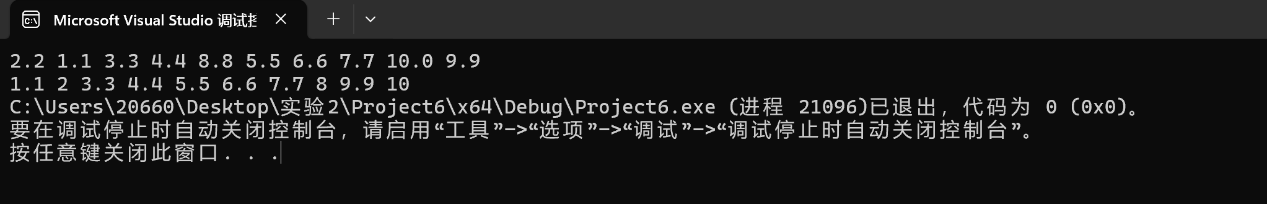 Microsoft Visual Studio 调试
2.2 1.1 3.3 4.4 8.8 5.5 6.6 7.7 10.0 9.9
1.1 2 3.3 4.4 5.5 6.6 7.7 8 9.9 10
C:\Users\20660\Desktop\实验2\Project6\x64\Debug\Project6.exe (进程 21096)已退出，代码为 0 (0x0)。
要在调试停止时自动关闭控制台，请启用“工具”->“选项”->“调试”->“调试停止时自动关闭控制台”。
按任意键关闭此窗口. . .